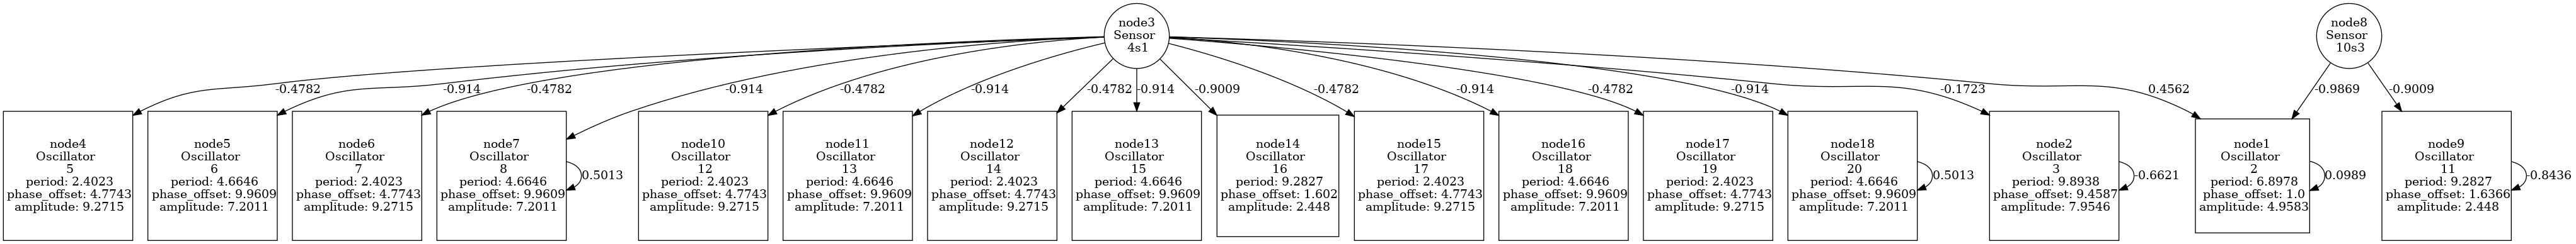 node3
Sensor
4s1
node8
Sensor
10s3
-0.4782
-0.914
-0.4782
-0.914
-0.4782
-0.914
-0.4782
-0.914
-0.9009
-0.4782
-0.914
-0.4782
-0.914
-0.1723
0.4562
-0.9869
-0.9009
node4
Oscillator
5
period: 2.4023
phase_offset: 4.7743
amplitude: 9.2715
node5
Oscillator
6
period: 4.6646
phase_offset: 9.9609
amplitude: 7.2011
node6
Oscillator
7
period: 2.4023
phase_offset: 4.7743
amplitude: 9.2715
node7
Oscillator
8
period: 4.6646
phase_offset: 9.9609
amplitude: 7.2011
0.5013
node10
Oscillator
12
period: 2.4023
phase_offset: 4.7743
amplitude: 9.2715
node11
Oscillator
13
period: 4.6646
phase_offset: 9.9609
amplitude: 7.2011
node12
Oscillator
14
period: 2.4023
phase_offset: 4.7743
amplitude: 9.2715
node13
Oscillator
15
period: 4.6646
phase_offset: 9.9609
amplitude: 7.2011
node14
Oscillator
16
period: 9.2827
phase_offset: 1.602
amplitude: 2.448
node15
Oscillator
17
period: 2.4023
phase_offset: 4.7743
amplitude: 9.2715
node16
Oscillator
18
period: 4.6646
phase_offset: 9.9609
amplitude: 7.2011
node17
Oscillator
19
period: 2.4023
phase_offset: 4.7743
amplitude: 9.2715
node18
Oscillator
20
period: 4.6646
phase_offset: 9.9609
amplitude: 7.2011
0.5013
node2
Oscillator
3
period: 9.8938
phase_offset: 9.4587
amplitude: 7.9546
-0.6621
node1
Oscillator
2
period: 6.8978
phase_offset: 1.0
amplitude: 4.9583
0.0989
node9
Oscillator
11
period: 9.2827
phase_offset: 1.6366
amplitude: 2.448
-0.8436